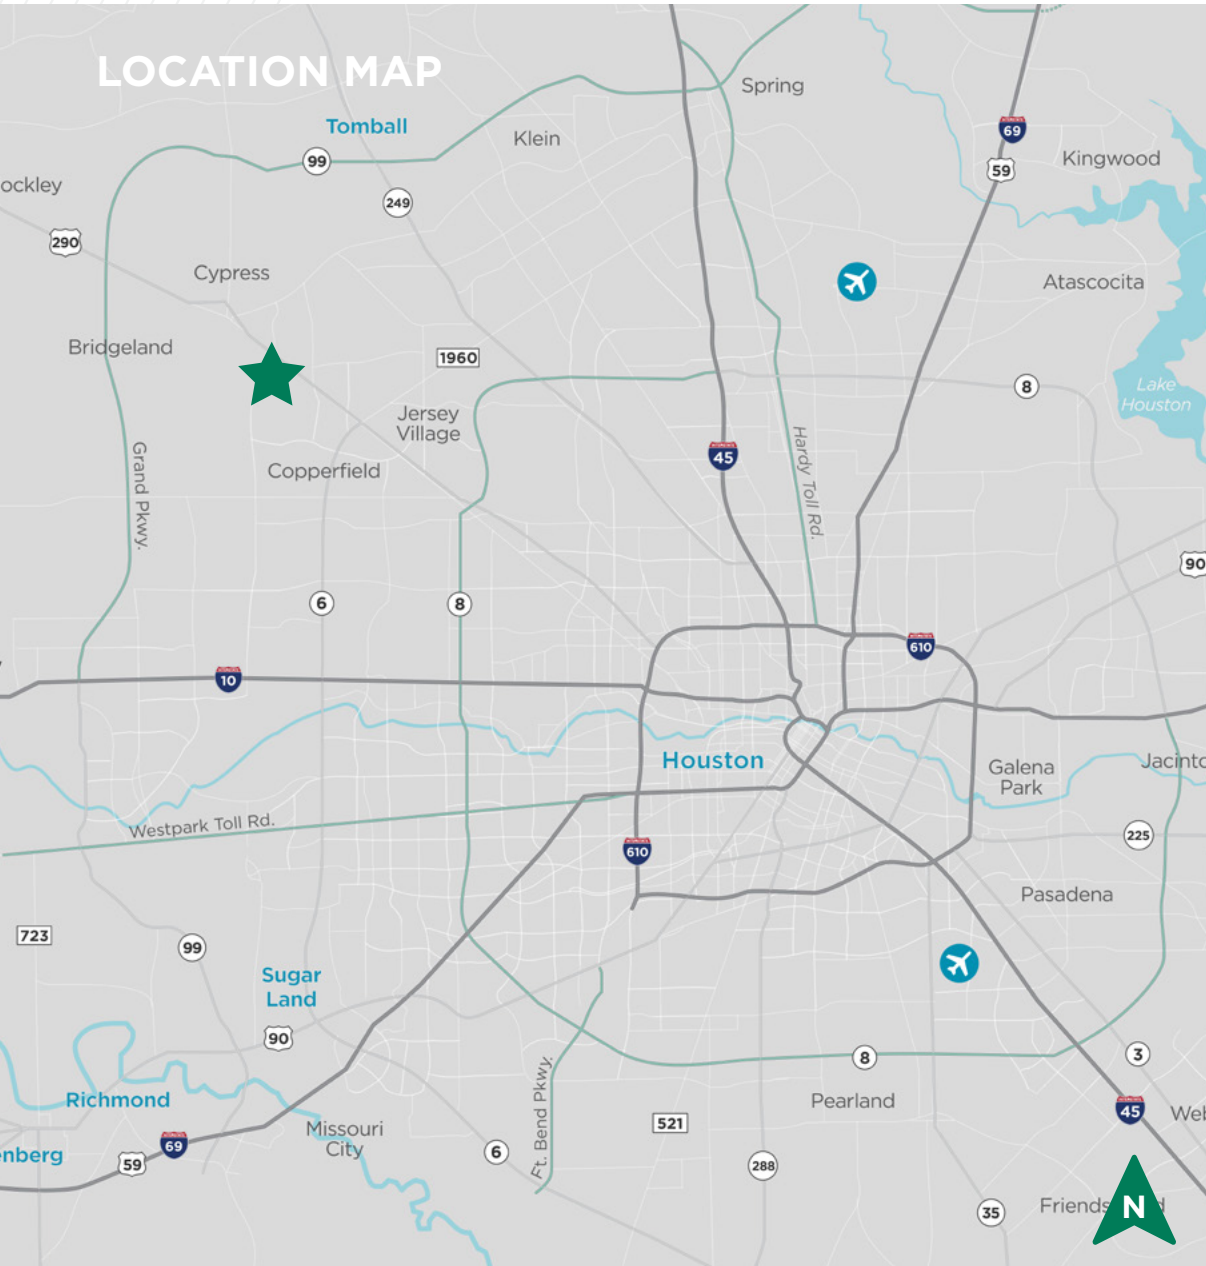 LOCATION MAP
Spring
Tomball
Klein
69
99
59
Kingwood
ockley
249
290
Cypress
Atascocita
Bridgeland
1960
8
Lake
Houston
Jersey
Village
45
Hardy Toll Rd.
Copperfield
Grand Pkwy.
90
6
8
610
10
Houston
Galena
Park
Jacinto
Westpark Toll Rd.
225
610
Pasadena
723
99
Sugar
Land
90
8
3
Richmond
Pearland
45
Web
521
Missouri
City
69
enberg
59
6
Ft. Bend Pkwy.
288
Friends
d
N
35